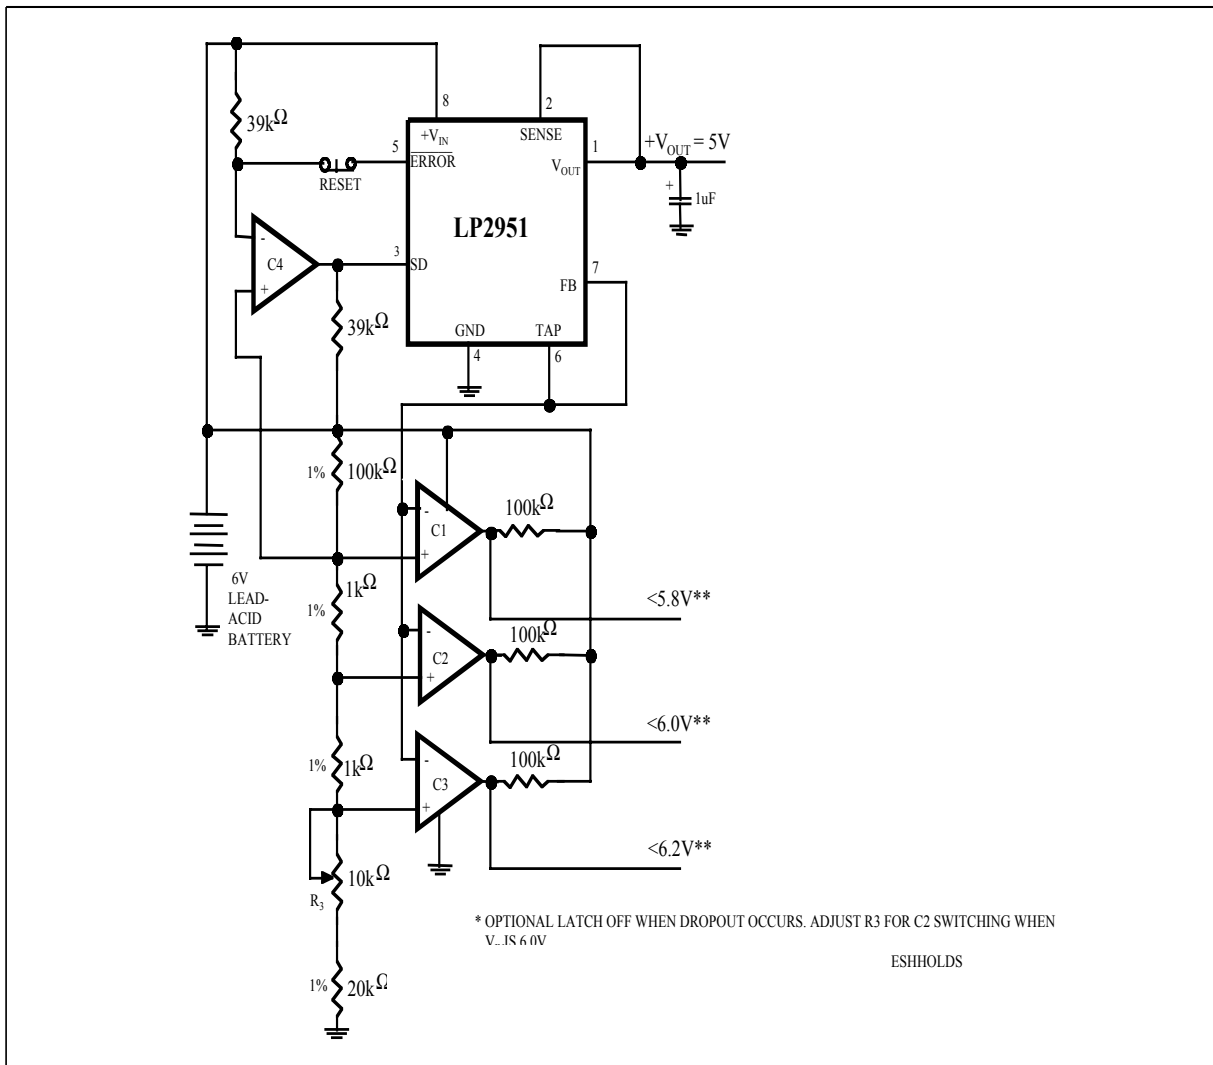 39kΩ
8
2
+VIN
SENSE
5
ERROR
1
+VOUT = 5V
VOUT
RESET
+
1uF
LP2951
-
C4
+
3
SD
7
FB
39kΩ
GND
TAP
4
6
1%
100kΩ
-
C1
+
100kΩ
6V
LEAD-
ACID
BATTERY
1kΩ
1%
<5.8V**
-
C2
+
100kΩ
<6.0V**
1%
1kΩ
-
C3
+
100kΩ
<6.2V**
10kΩ
R3
* OPTIONAL LATCH OFF WHEN DROPOUT OCCURS. ADJUST R3 FOR C2 SWITCHING WHEN
IS 6.0V
ESHHOLDS
1%
20kΩ